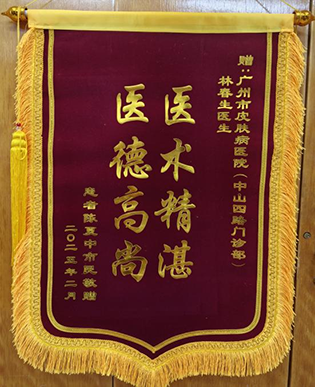 赠：广州市皮肤病医院（中山四路门诊部）
林春生医生
医术精湛
医德高尚
患者陈夏中市民敬赠
二〇二三年二月